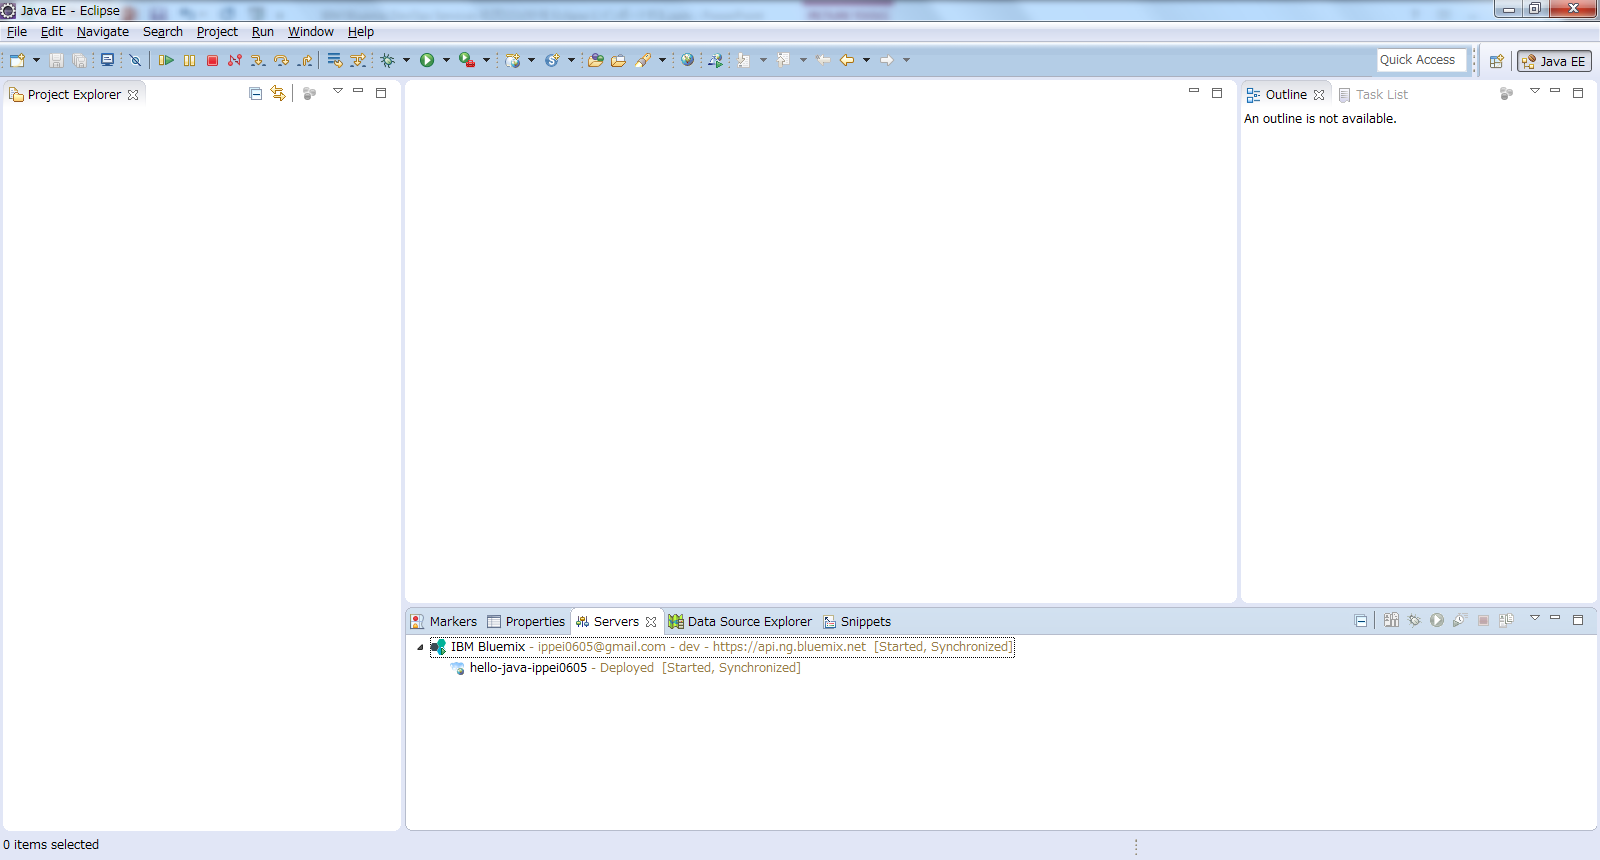 Java EE - Eclipse
File Edit Navigate Search Project Run Window Help
Quick Access
Java EE
Project Explorer
Outline Task List
An outline is not available.
Markers Properties Servers Data Source Explorer Snippets
IBM Bluemix - ippei0605@gmail.com - dev - https://api.ng.bluemix.net [Started, Synchronized]
hello-java-ippei0605 - Deployed [Started, Synchronized]
0 items selected